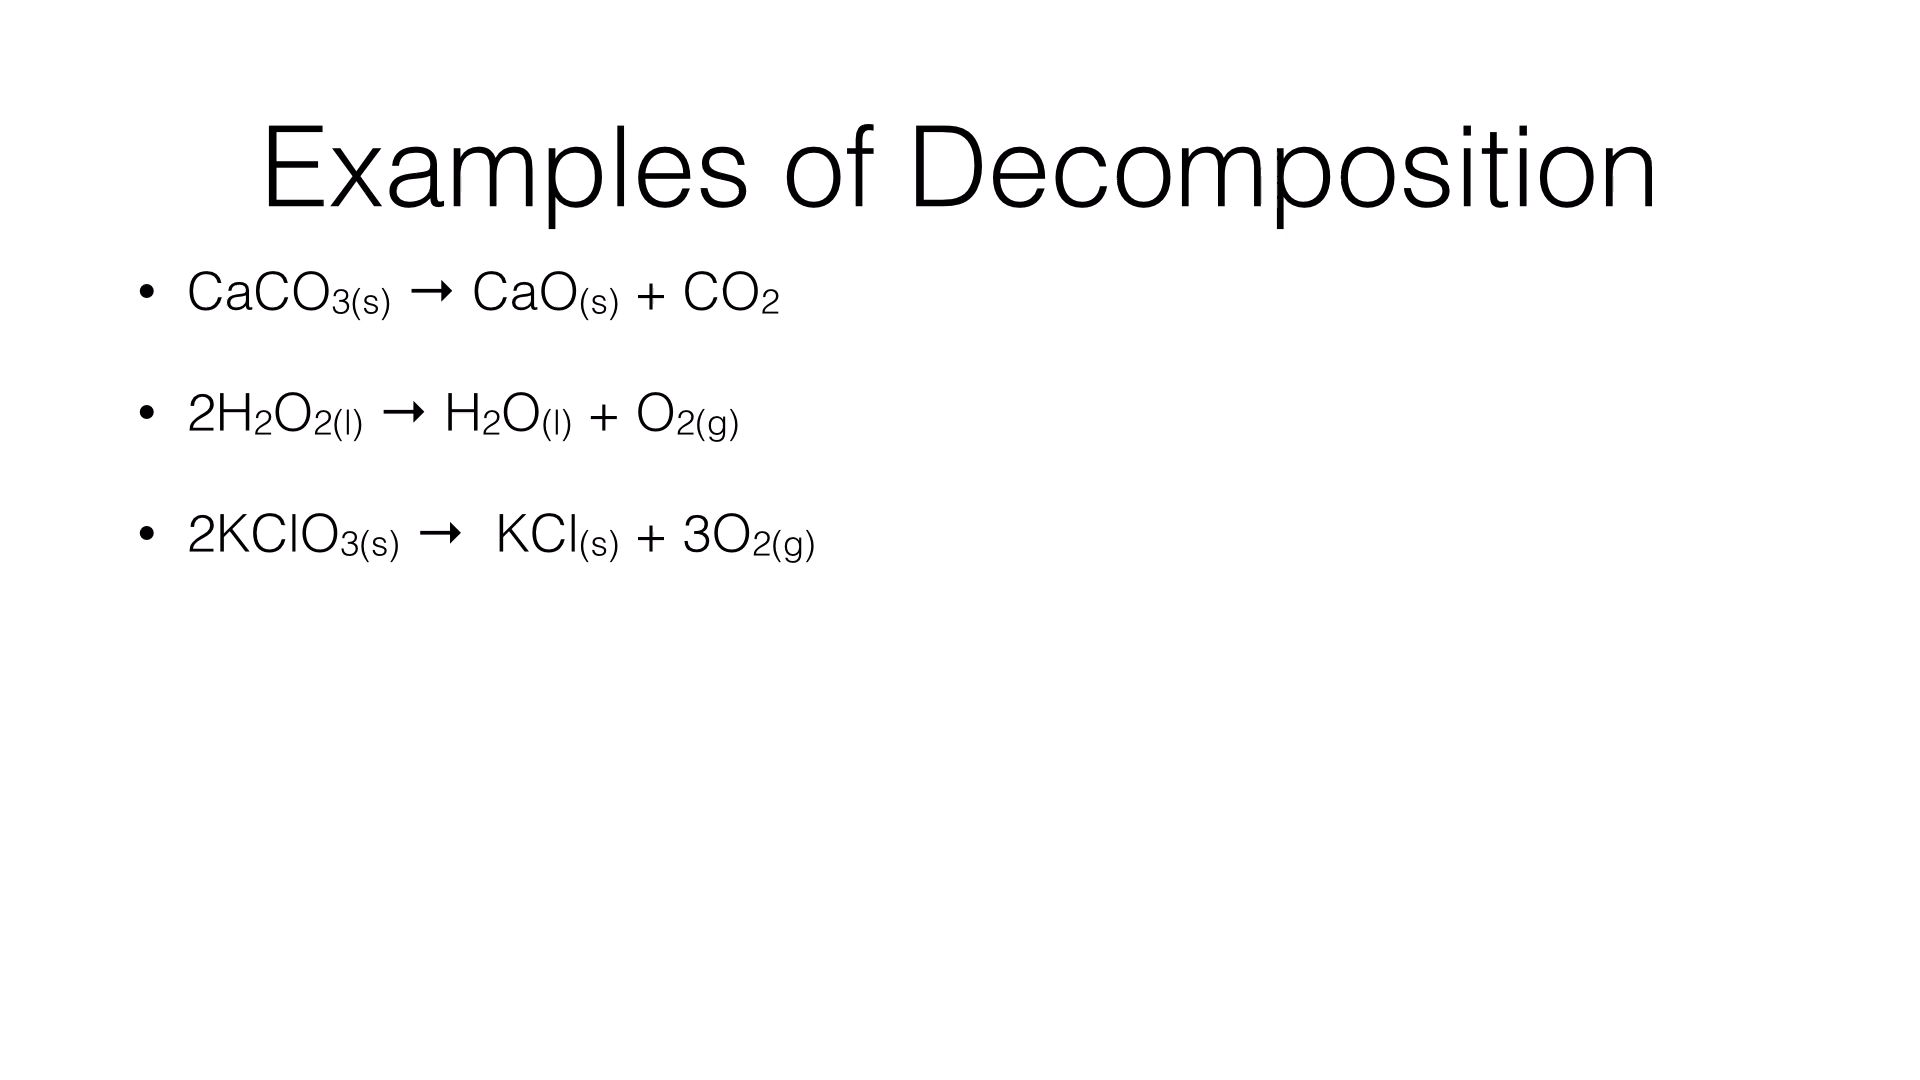 Examples of Decomposition
• CaCO₃₍ₛ₎ → CaO₍ₛ₎ + CO₂
• 2H₂O₂₍ₗ₎ → H₂O₍ₗ₎ + O₂(g)
• 2KClO₃₍ₛ₎ → KCl₍ₛ₎ + 3O₂(g)